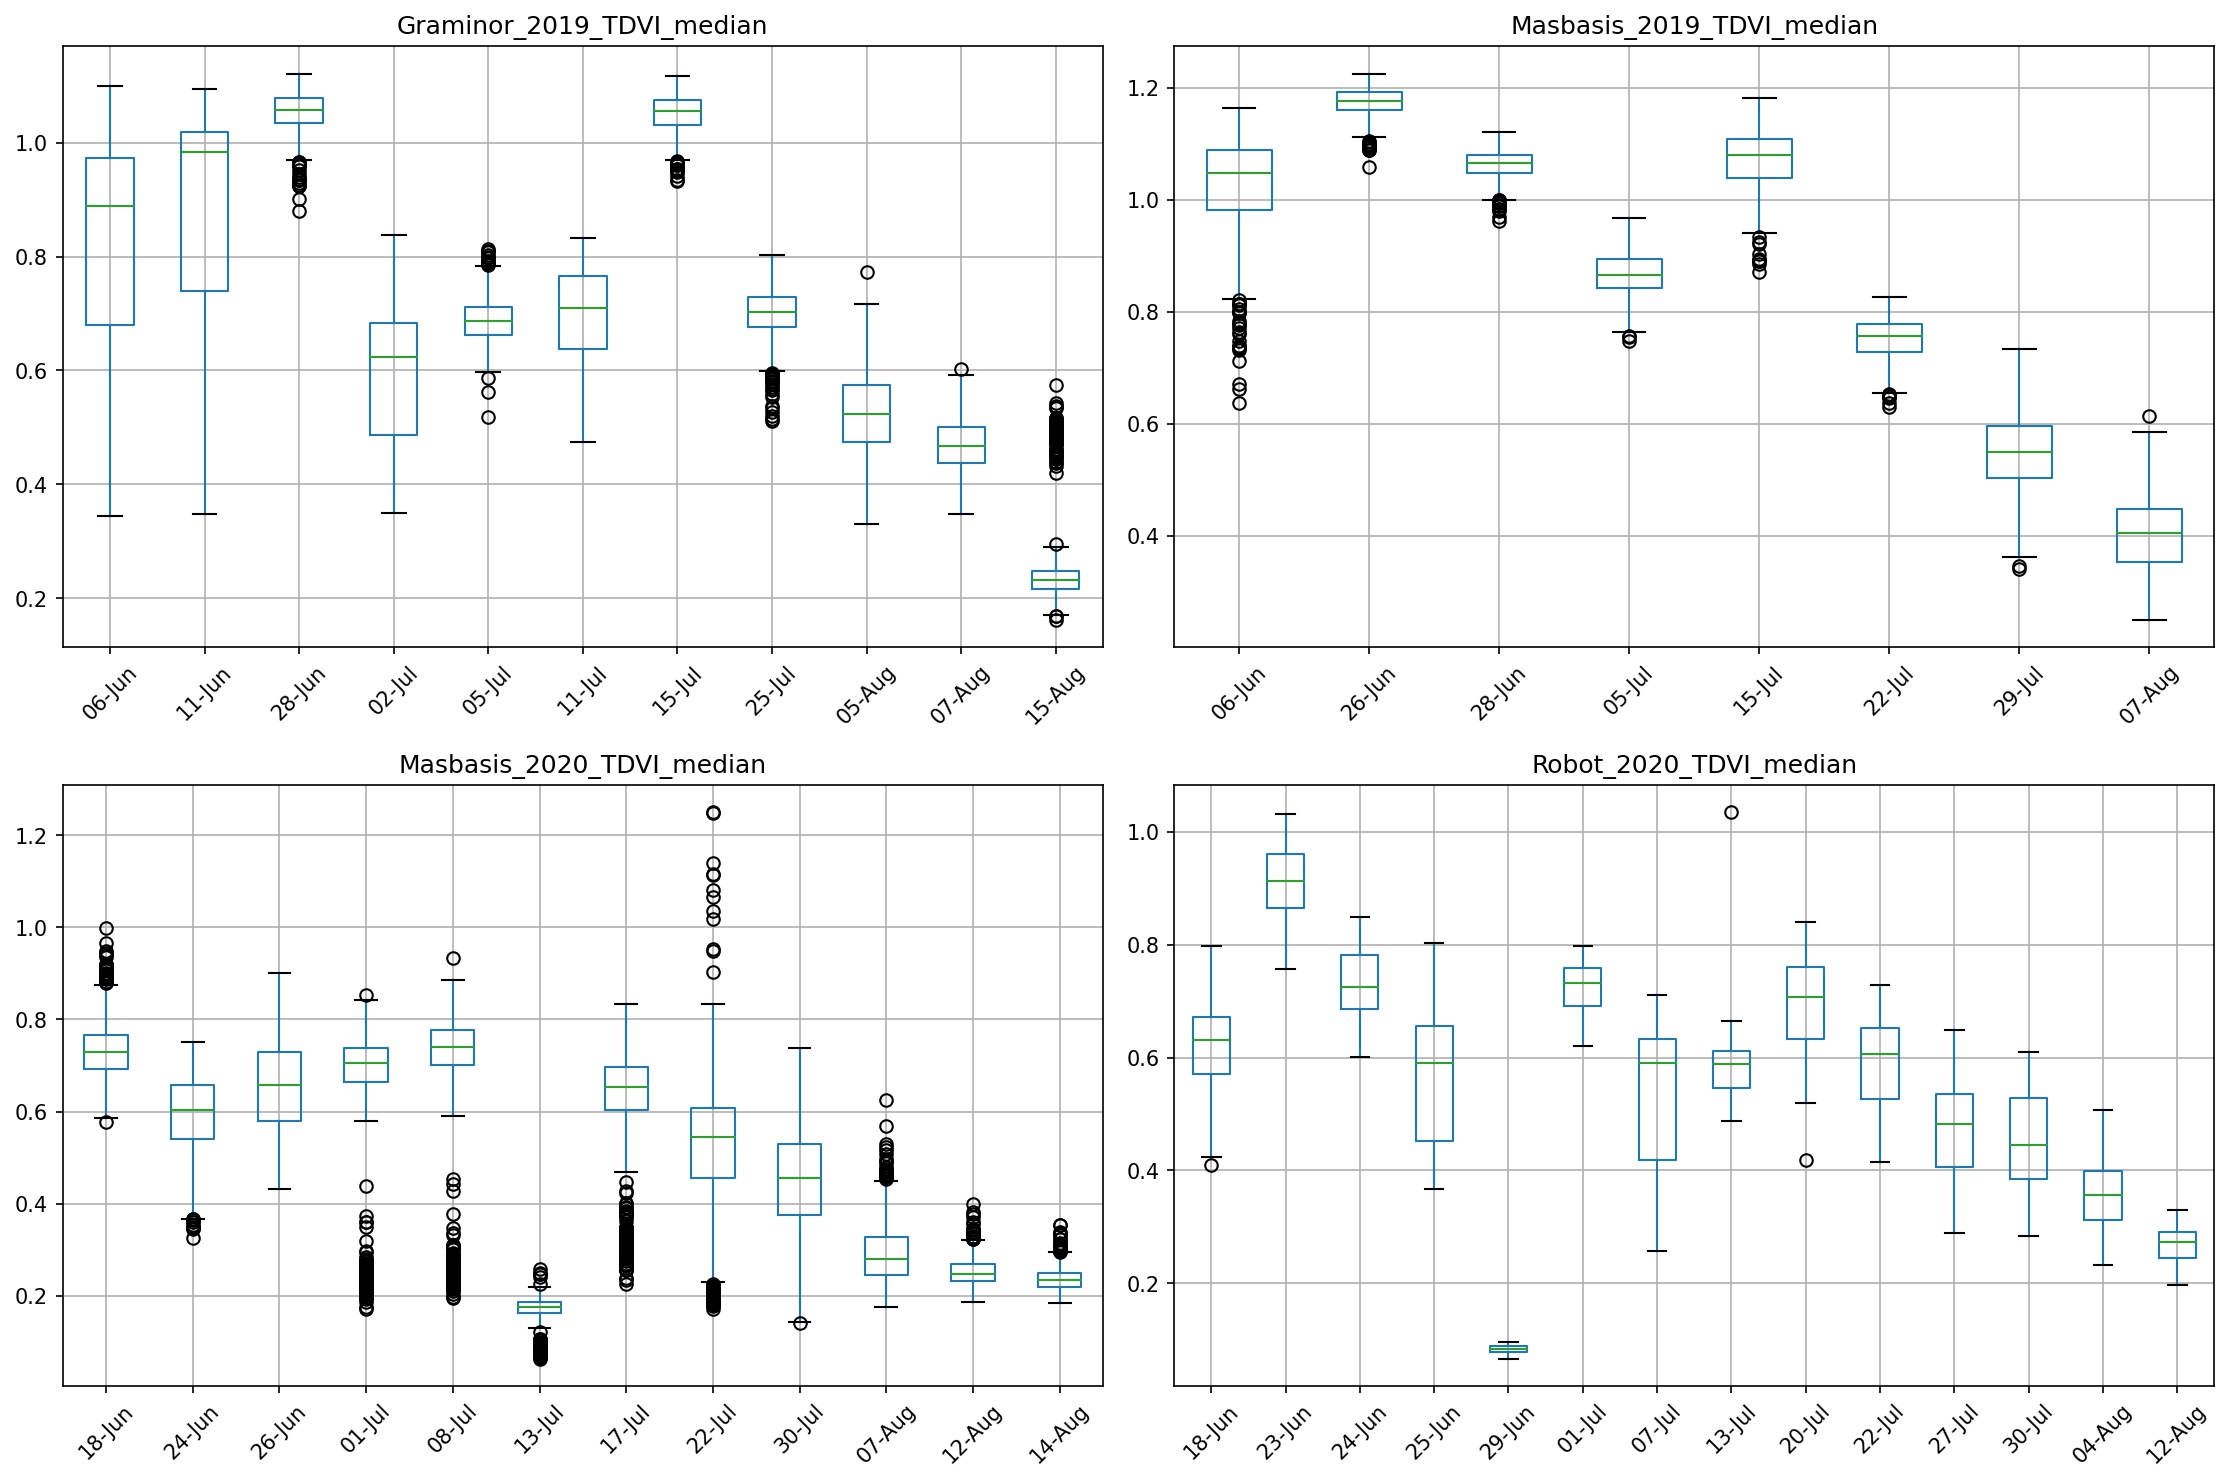 Graminor_2019_TDVI_median
1.0
0.8
0.6
0.4
0.2
06-Jun 11-Jun 28-Jun 02-Jul 05-Jul 11-Jul 15-Jul 25-Jul 05-Aug 07-Aug 15-Aug
Masbasis_2019_TDVI_median
1.2
1.0
0.8
0.6
0.4
06-Jun 26-Jun 28-Jun 05-Jul 15-Jul 22-Jul 29-Jul 07-Aug
Masbasis_2020_TDVI_median
1.2
1.0
0.8
0.6
0.4
0.2
18-Jun 24-Jun 26-Jun 01-Jul 08-Jul 13-Jul 17-Jul 22-Jul 30-Jul 07-Aug 12-Aug 14-Aug
Robot_2020_TDVI_median
1.0
0.8
0.6
0.4
0.2
18-Jun 23-Jun 24-Jun 25-Jun 29-Jun 01-Jul 07-Jul 13-Jul 20-Jul 22-Jul 27-Jul 30-Jul 04-Aug 12-Aug